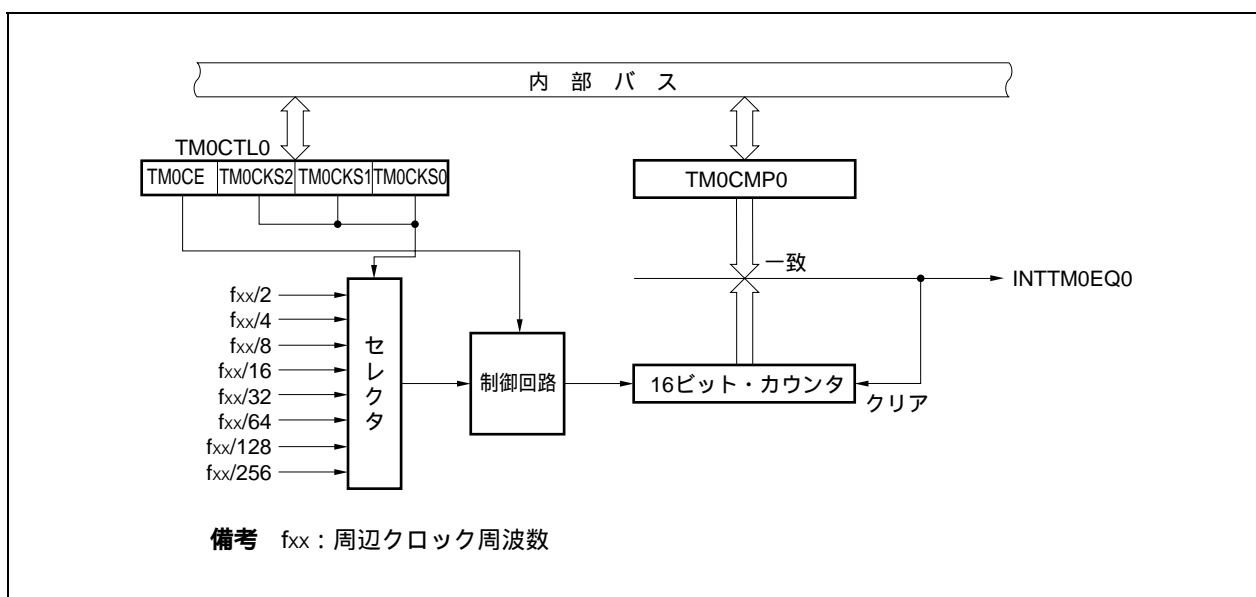 内 部 バ ス
TM0CTL0
TM0CE TM0CKS2 TM0CKS1 TM0CKS0
TM0CMP0
一致
INTTM0EQ0
fxx/2
fxx/4
fxx/8
fxx/16
fxx/32
fxx/64
fxx/128
fxx/256
セレクタ
制御回路
16ビット・カウンタ
クリア
備考 fxx：周辺クロック周波数